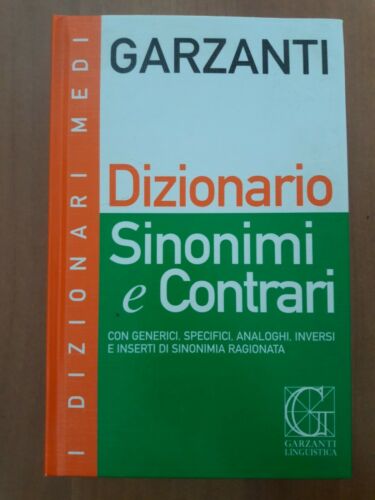 GARZANTI
I DIZIONARI MEDI
Dizionario
Sinonimi
e Contrari
CON GENERICI, SPECIFICI, ANALOGHI, INVERSI
E INSERTI DI SINONIMIA RAGIONATA
G
GARZANTI
LINGUISTICA